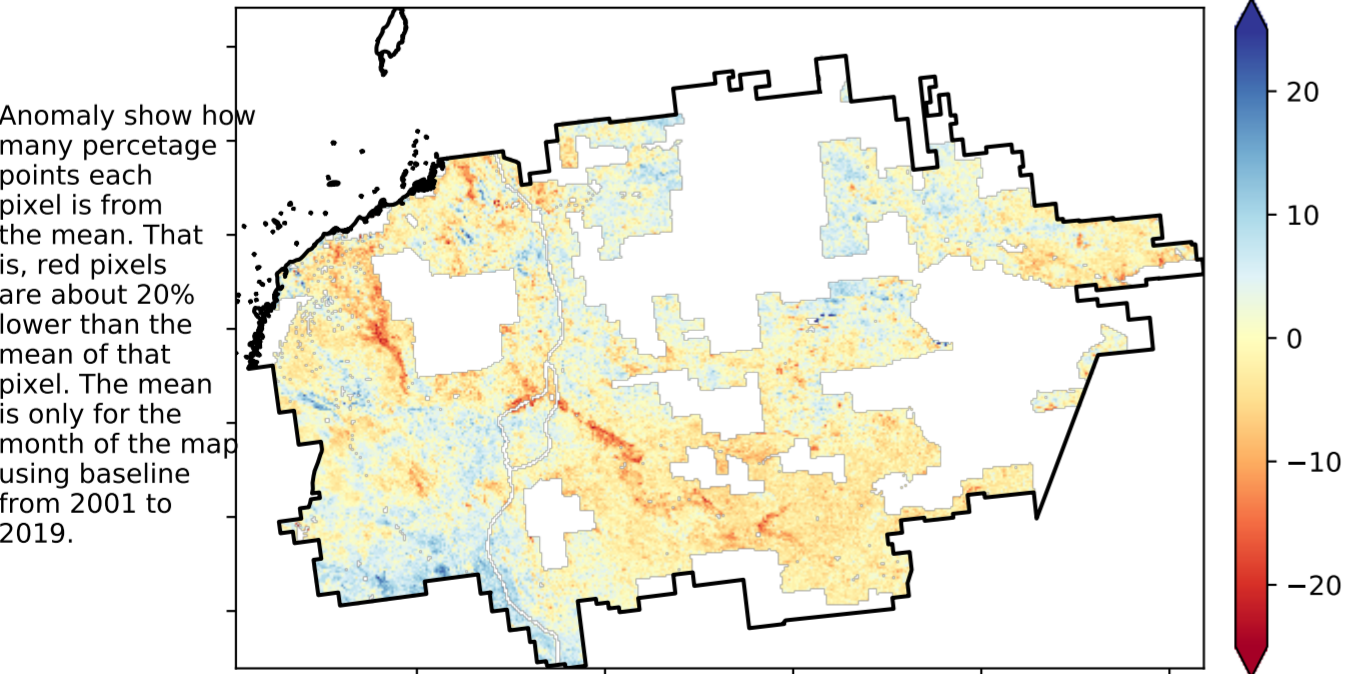 Anomaly show how
many percetage
points each
pixel is from
the mean. That
is, red pixels
are about 20%
lower than the
mean of that
pixel. The mean
is only for the
month of the map
using baseline
from 2001 to
2019.
20
10
0
−10
−20